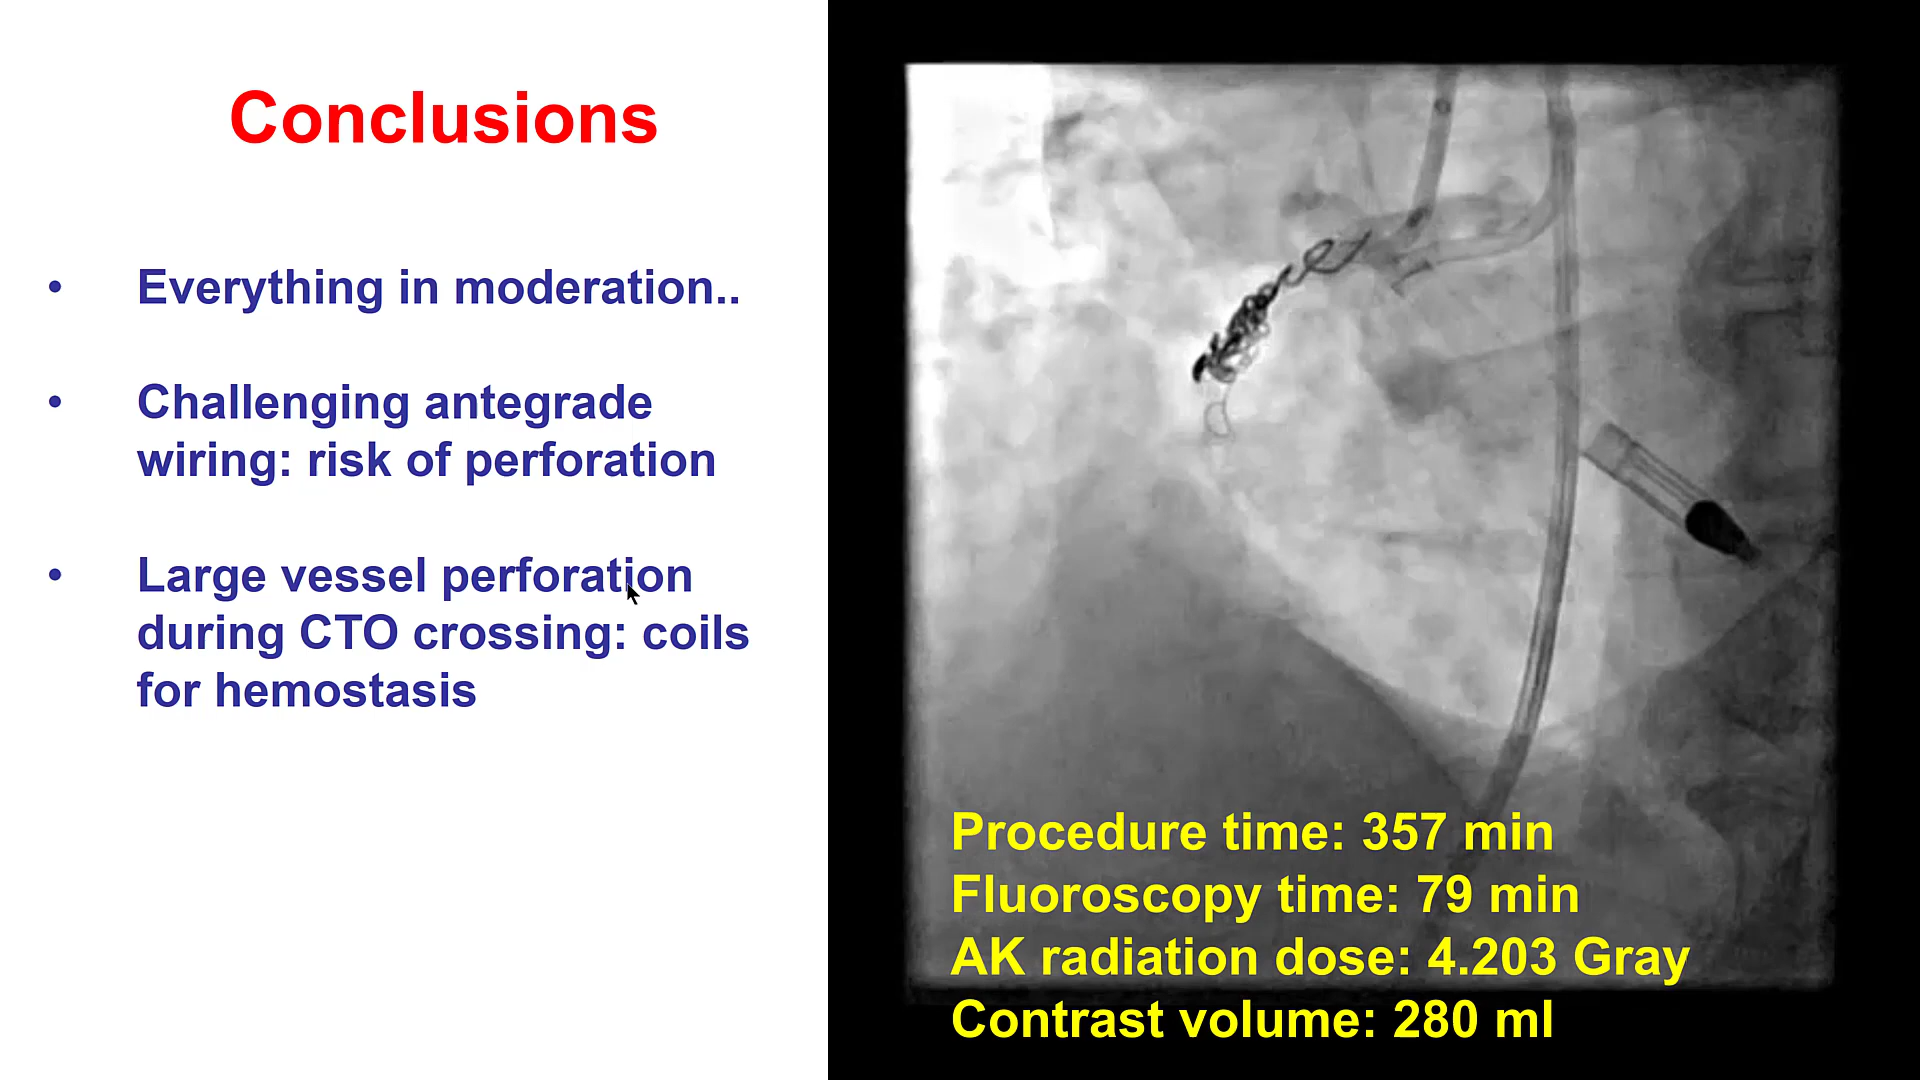 Conclusions
• Everything in moderation..
• Challenging antegrade
wiring: risk of perforation
• Large vessel perforation
during CTO crossing: coils
for hemostasis
Procedure time: 357 min
Fluoroscopy time: 79 min
AK radiation dose: 4.203 Gray
Contrast volume: 280 ml